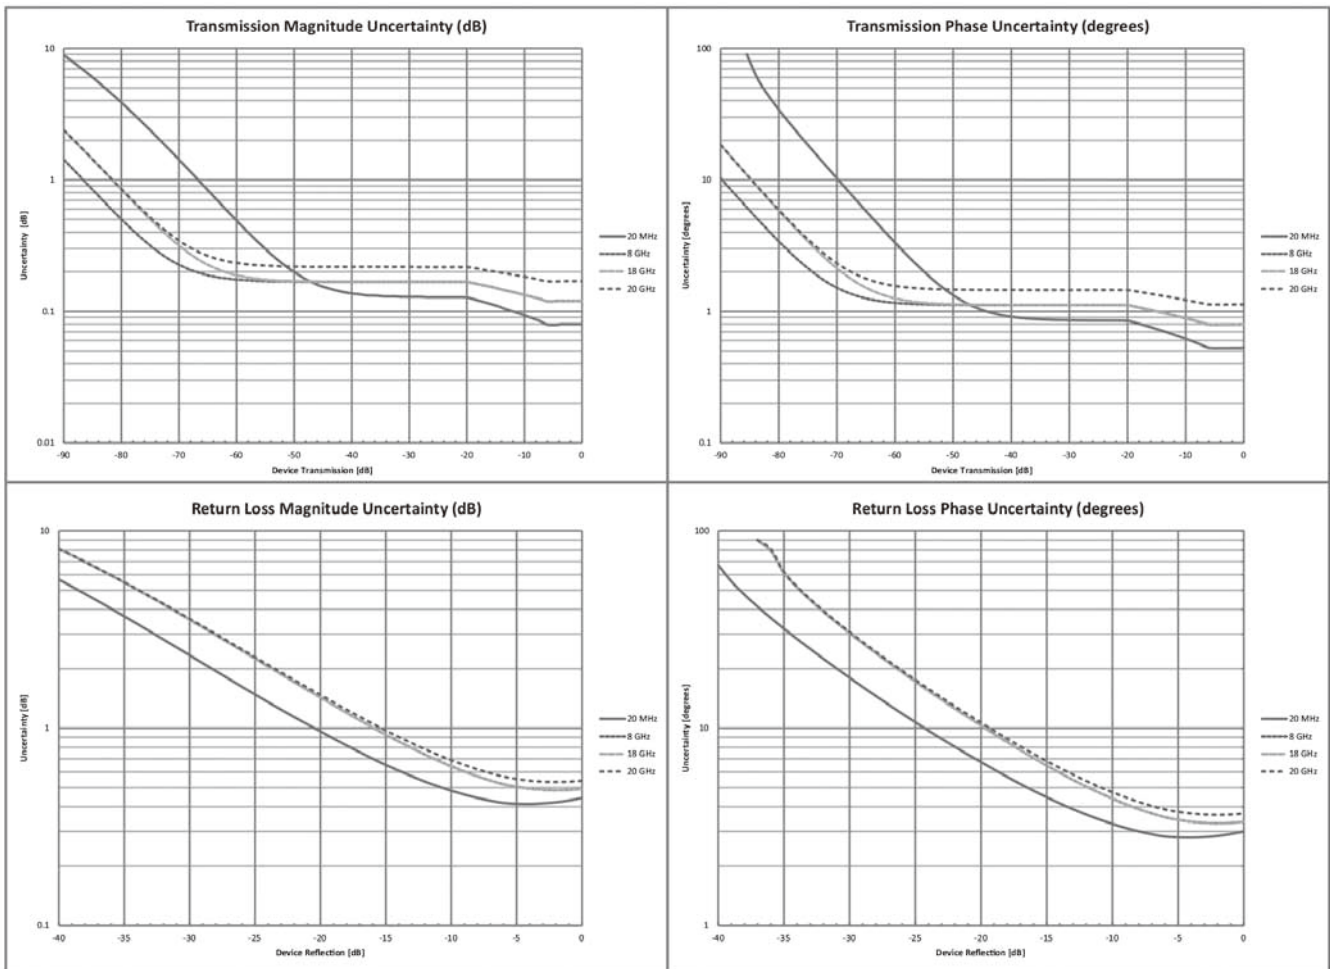 Transmission Magnitude Uncertainty (dB)
10
1
0.1
0.01
Uncertainty [dB]
-90 -80 -70 -60 -50 -40 -30 -20 -10 0
Device Transmission [dB]
20 MHz
8 GHz
18 GHz
20 GHz
Transmission Phase Uncertainty (degrees)
100
10
1
0.1
Uncertainty [degrees]
-90 -80 -70 -60 -50 -40 -30 -20 -10 0
Device Transmission [dB]
20 MHz
8 GHz
18 GHz
20 GHz
Return Loss Magnitude Uncertainty (dB)
10
1
0.1
Uncertainty [dB]
-40 -35 -30 -25 -20 -15 -10 -5 0
Device Reflection [dB]
20 MHz
8 GHz
18 GHz
20 GHz
Return Loss Phase Uncertainty (degrees)
100
10
1
Uncertainty [degrees]
-40 -35 -30 -25 -20 -15 -10 -5 0
Device Reflection [dB]
20 MHz
8 GHz
18 GHz
20 GHz